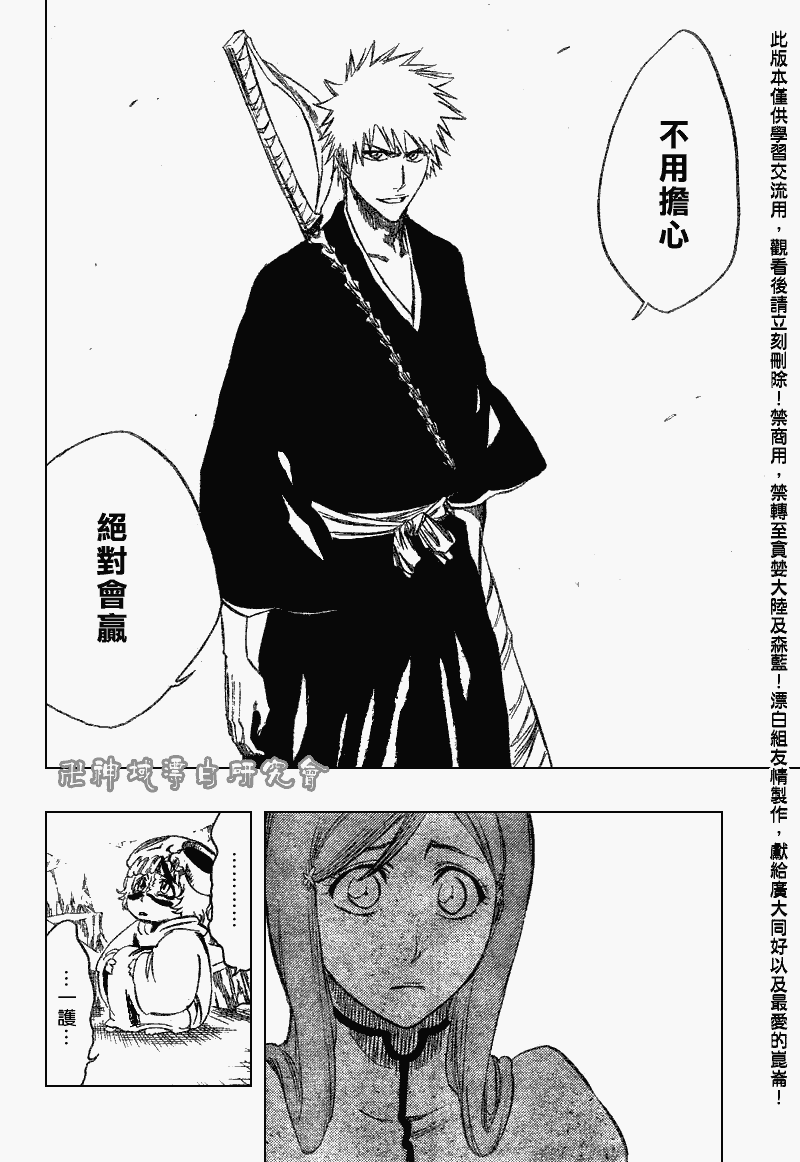 不用擔心
絕對會贏
…………
…一護…
卍神域漂白研究會
此版本僅供學習交流用，觀看後請立刻刪除！禁商用，禁轉至貪婪大陸及森藍！漂白組友情製作，獻給廣大同好以及最愛的崑崙！